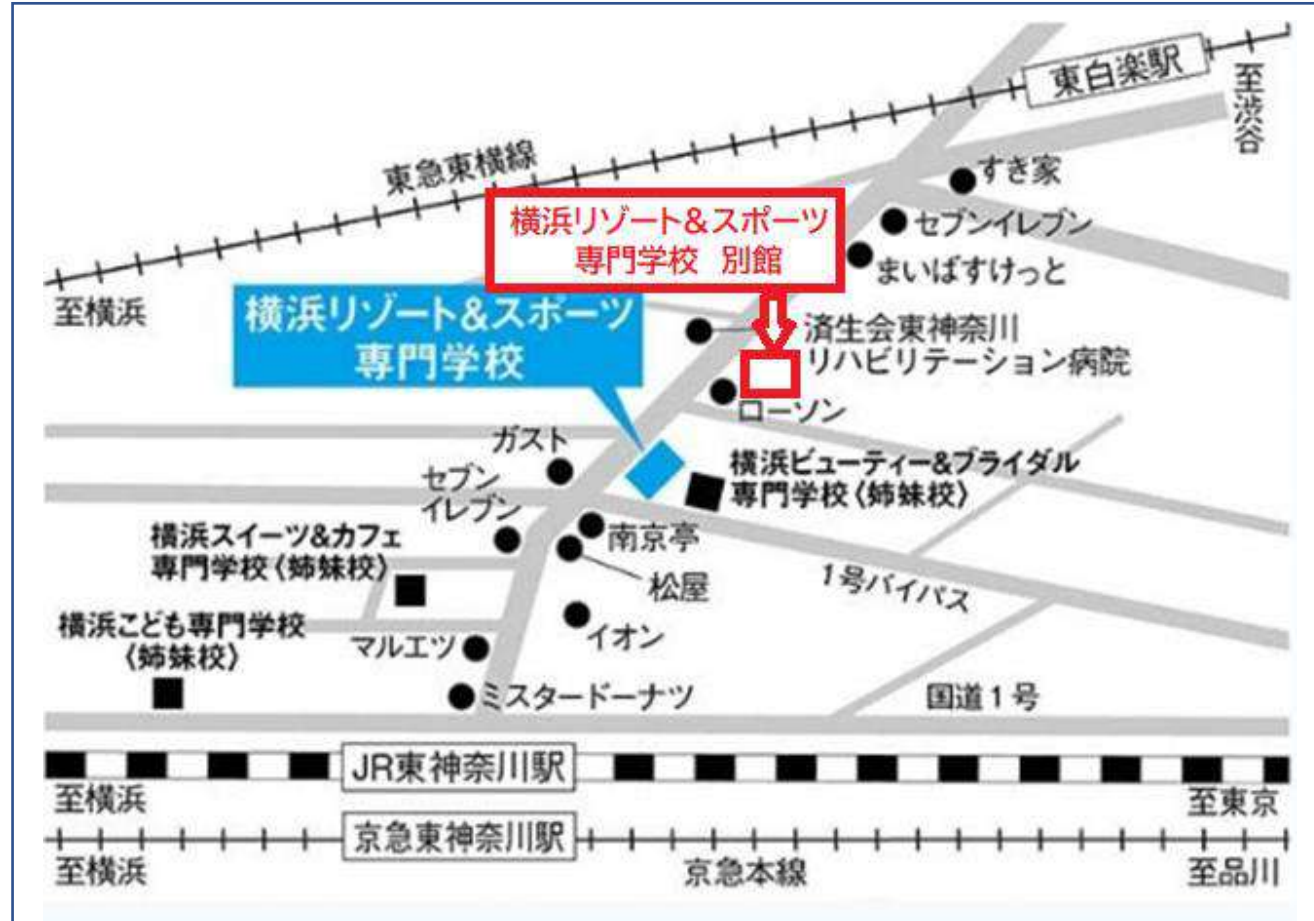 東白楽駅
至渋谷
東急東横線
すき家
横浜リゾート&スポーツ
専門学校 別館
セブンイレブン
まいばすけっと
至横浜
横浜リゾート&スポーツ
専門学校
済生会東神奈川
リハビリテーション病院
ローソン
ガスト
セブン
イレブン
横浜ビューティー&ブライダル
専門学校〈姉妹校〉
横浜スイーツ&カフェ
専門学校〈姉妹校〉
南京亭
松屋
1号バイパス
横浜こども専門学校
〈姉妹校〉
マルエツ
イオン
ミスタードーナツ
国道1号
JR東神奈川駅
至横浜
至東京
京急東神奈川駅
至横浜
京急本線
至品川